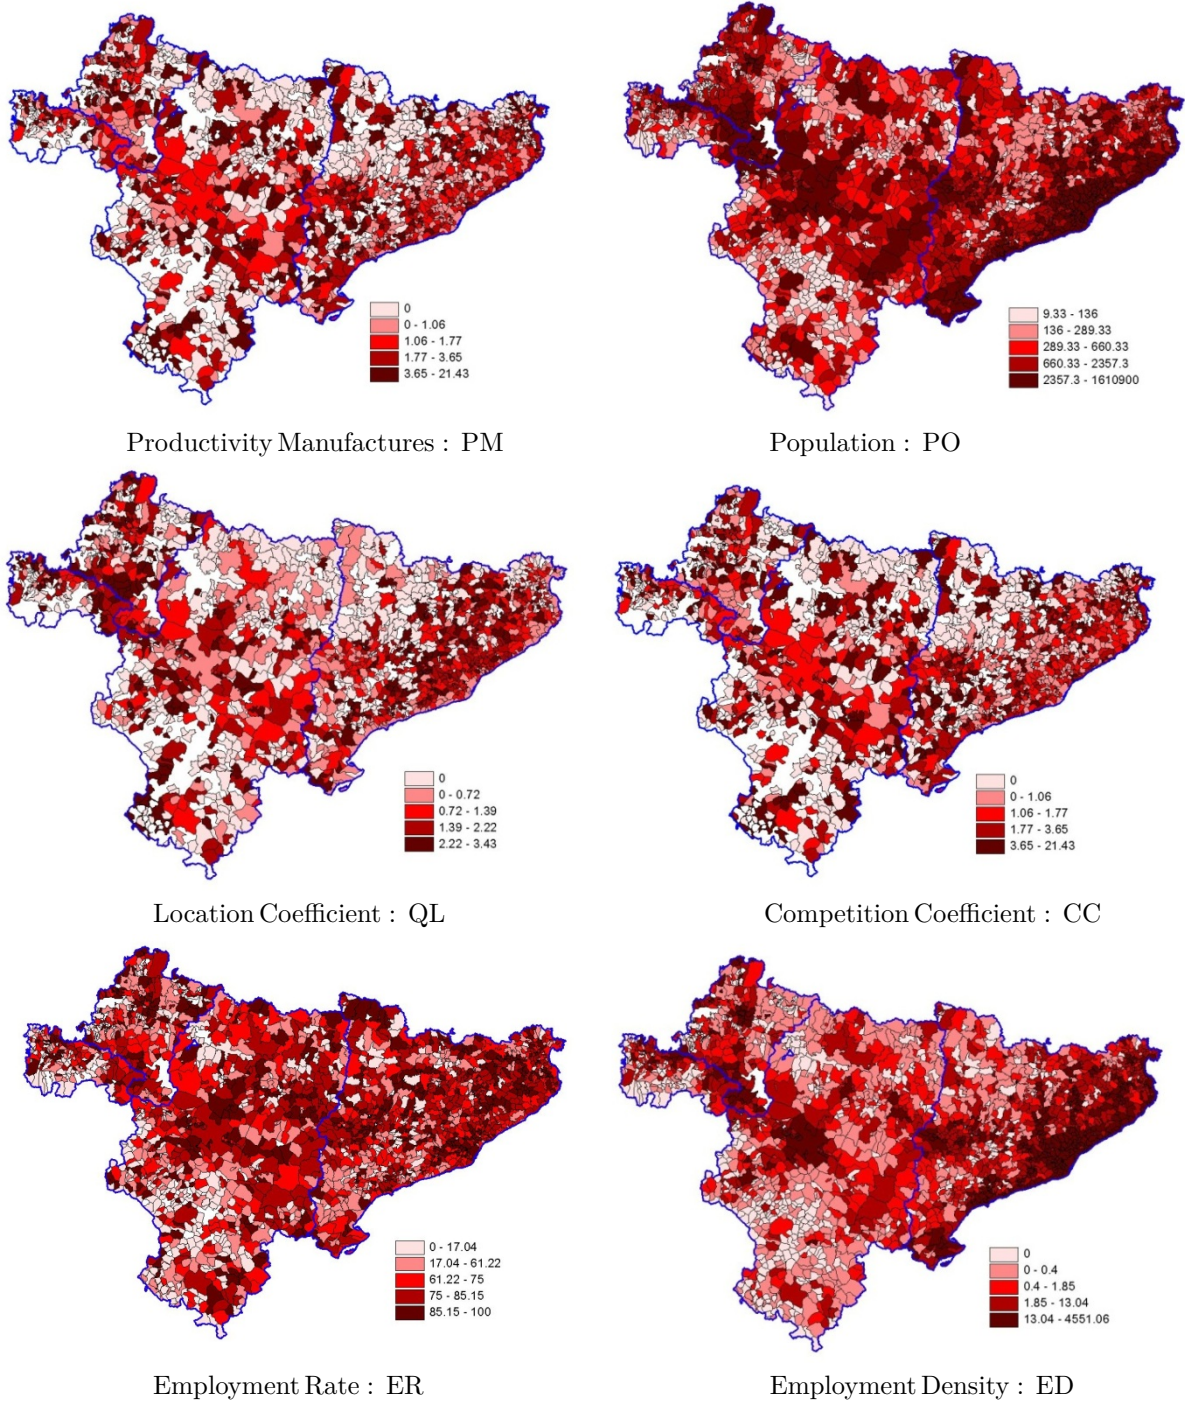 0
0 - 1.06
1.06 - 1.77
1.77 - 3.65
3.65 - 21.43
Productivity Manufactures : PM
9.33 - 136
136 - 289.33
289.33 - 660.33
660.33 - 2357.3
2357.3 - 1610900
Population : PO
0
0 - 0.72
0.72 - 1.39
1.39 - 2.22
2.22 - 3.43
Location Coefficient : QL
0
0 - 1.06
1.06 - 1.77
1.77 - 3.65
3.65 - 21.43
Competition Coefficient : CC
0 - 17.04
17.04 - 61.22
61.22 - 75
75 - 85.15
85.15 - 100
Employment Rate : ER
0
0 - 0.4
0.4 - 1.85
1.85 - 13.04
13.04 - 4551.06
Employment Density : ED